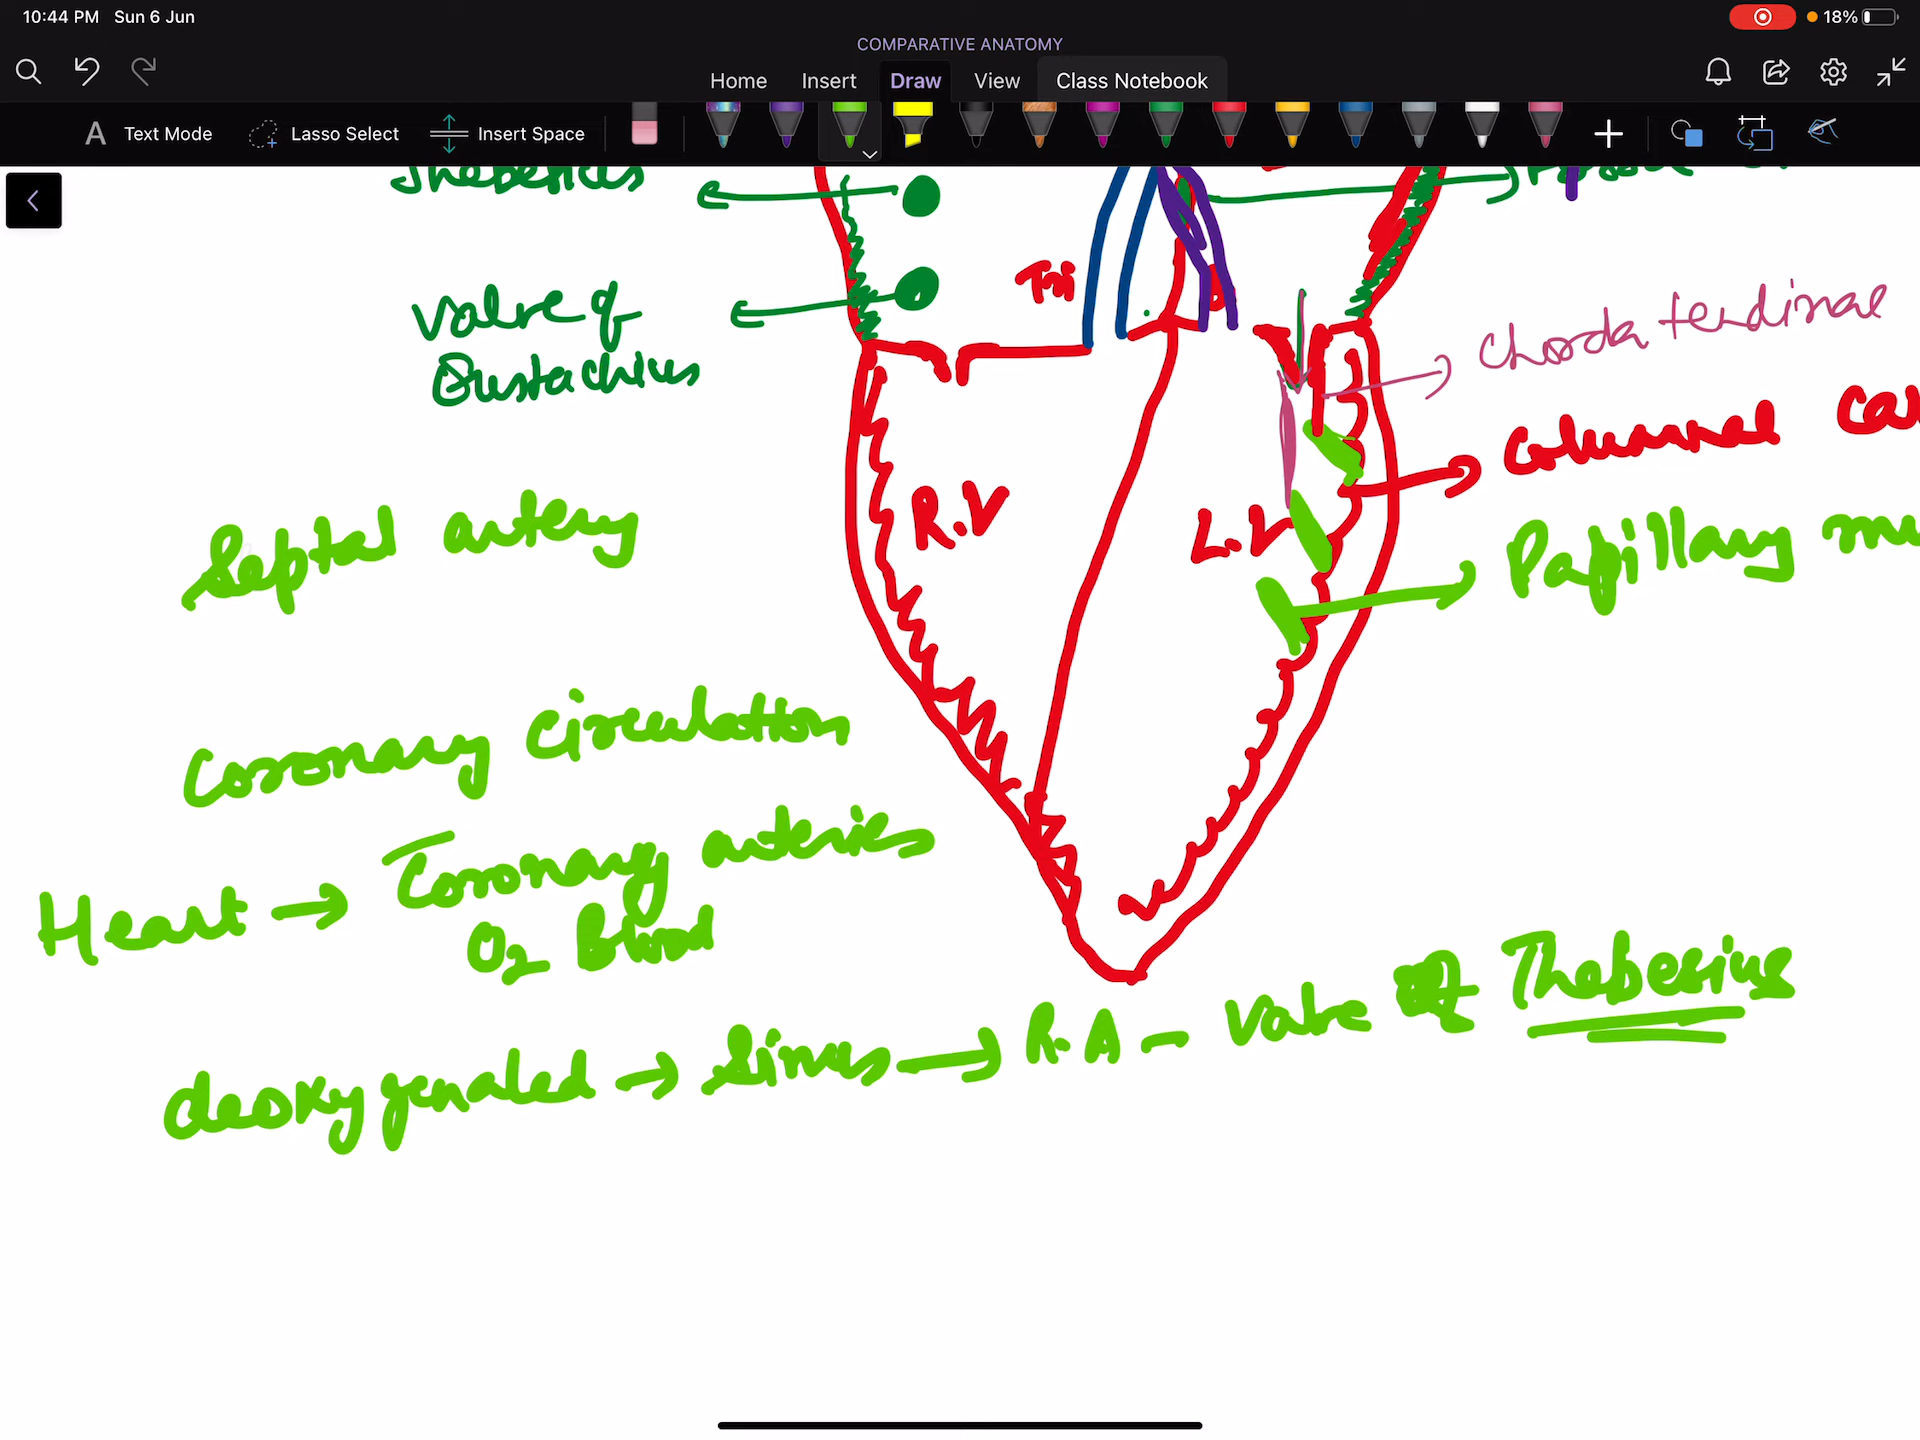 10:44 PM Sun 6 Jun
18%
COMPARATIVE ANATOMY
Home Insert Draw View Class Notebook
A Text Mode Lasso Select Insert Space
Valve of
Eustachius
Tri
Chorda tendinal
Columnel
Septal artery
R.V
L.V
Papillary
Coronary circulation
Heart → Coronary arteries
O2 Blood
deoxygenated → Sinus → R.A - Valve of Thebesius